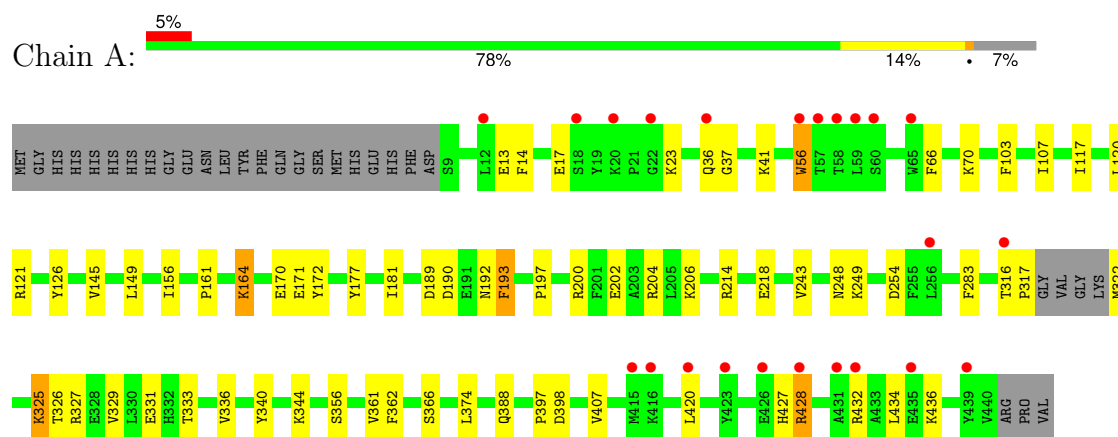 5%
Chain A:
78% 14% • 7%
MET GLY HIS HIS HIS HIS HIS HIS GLY GLU ASN LEU TYR PHE GLN GLY SER MET HIS GLU HIS PHE ASP S9 L12 E13 F14 E17 S18 Y19 K20 P21 G22 K23 Q36 G37 K41 W56 T57 T58 L59 S60 W65 F66 K70 F103 I107 I117 L120
R121 Y126 V145 L149 I156 P161 K164 E170 E171 Y172 Y177 I181 D189 D190 E191 N192 F193 P197 R200 F201 E202 A203 R204 L205 K206 R214 E218 V243 N248 K249 D254 F255 L256 F283 T316 P317 GLY VAL GLY LYS M322
K325 T326 R327 E328 V329 L330 E331 H332 T333 V336 Y340 K344 S356 V361 F362 S366 L374 Q388 P397 D398 V407 M415 K416 L420 Y423 E426 H427 R428 A431 R432 A433 L434 E435 K436 Y439 V440 ARG PRO VAL